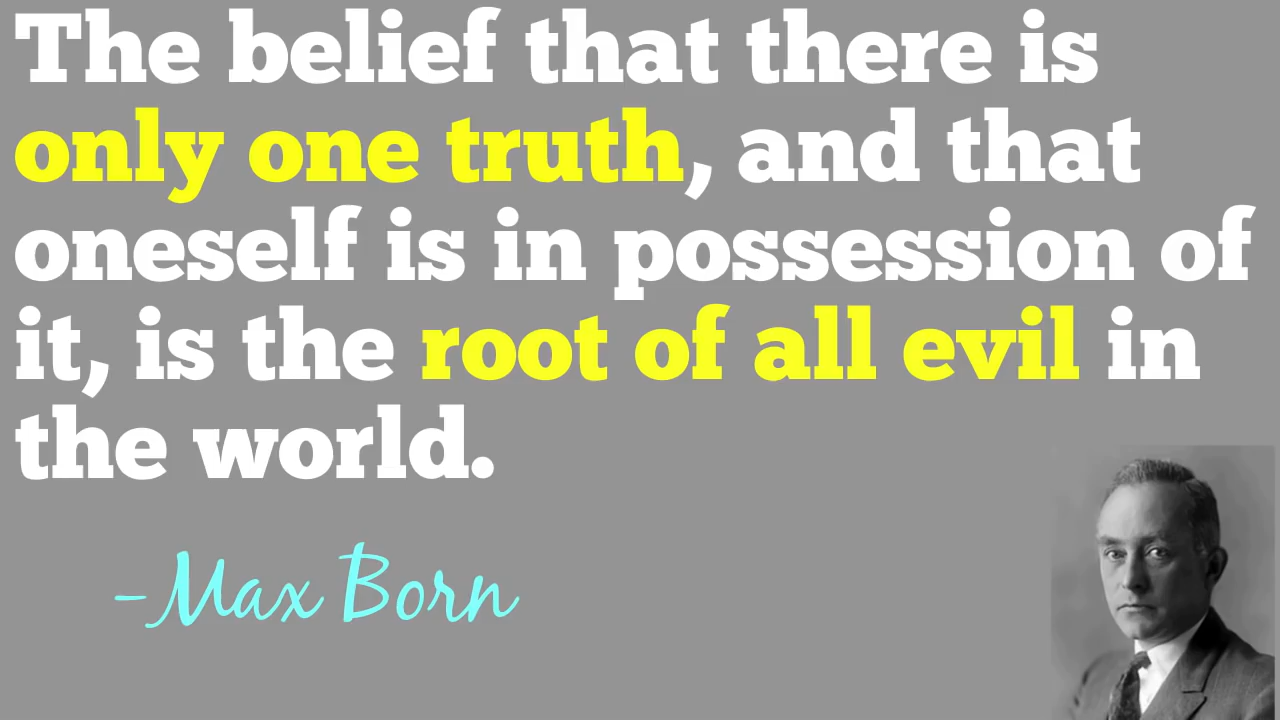 The belief that there is
only one truth, and that
oneself is in possession of
it, is the root of all evil in
the world.
-Max Born